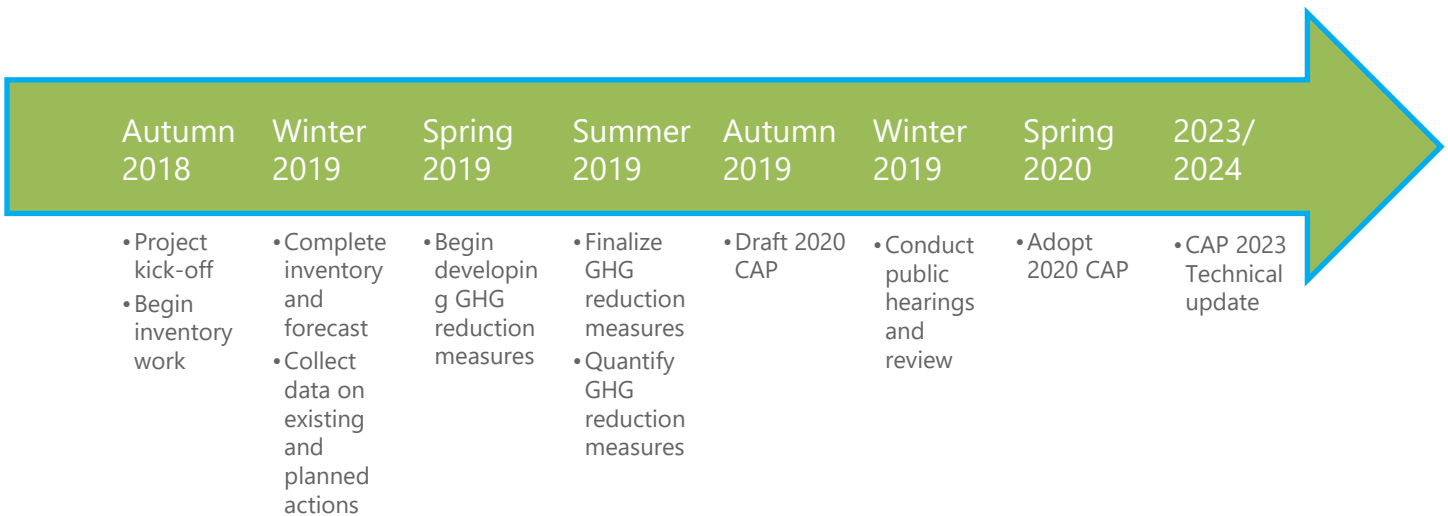 Autumn
2018
Winter
2019
Spring
2019
Summer
2019
Autumn
2019
Winter
2019
Spring
2020
2023/
2024
•Project
kick-off
•Begin
inventory
work
•Complete
inventory
and
forecast
•Collect
data on
existing
and
planned
actions
•Begin
developin
g GHG
reduction
measures
•Finalize
GHG
reduction
measures
•Quantify
GHG
reduction
measures
•Draft 2020
CAP
•Conduct
public
hearings
and
review
•Adopt
2020 CAP
•CAP 2023
Technical
update